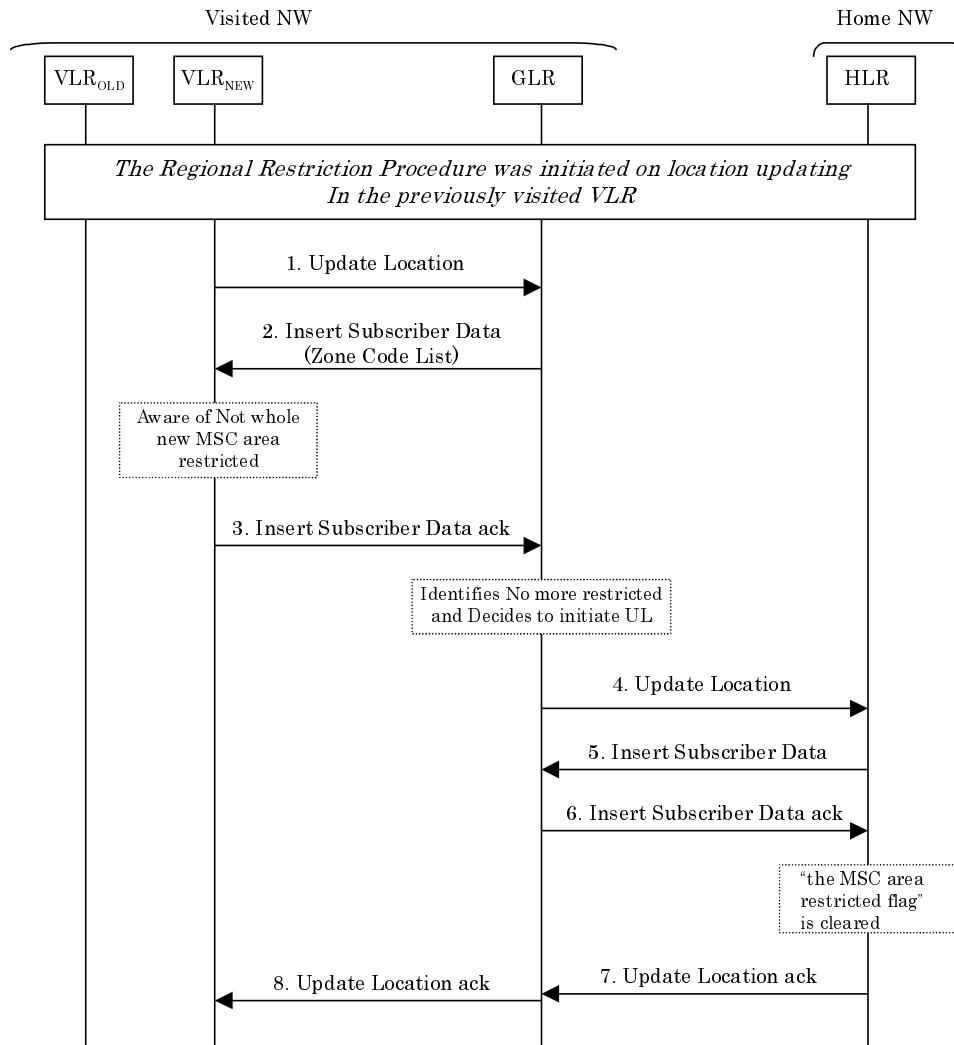 Visited NW
Home NW
VLR OLD
VLR NEW
GLR
HLR
The Regional Restriction Procedure was initiated on location updating
In the previously visited VLR
1. Update Location
2. Insert Subscriber Data
(Zone Code List)
Aware of Not whole
new MSC area
restricted
3. Insert Subscriber Data ack
Identifies No more restricted
and Decides to initiate UL
4. Update Location
5. Insert Subscriber Data
6. Insert Subscriber Data ack
“the MSC area
restricted flag”
is cleared
7. Update Location ack
8. Update Location ack